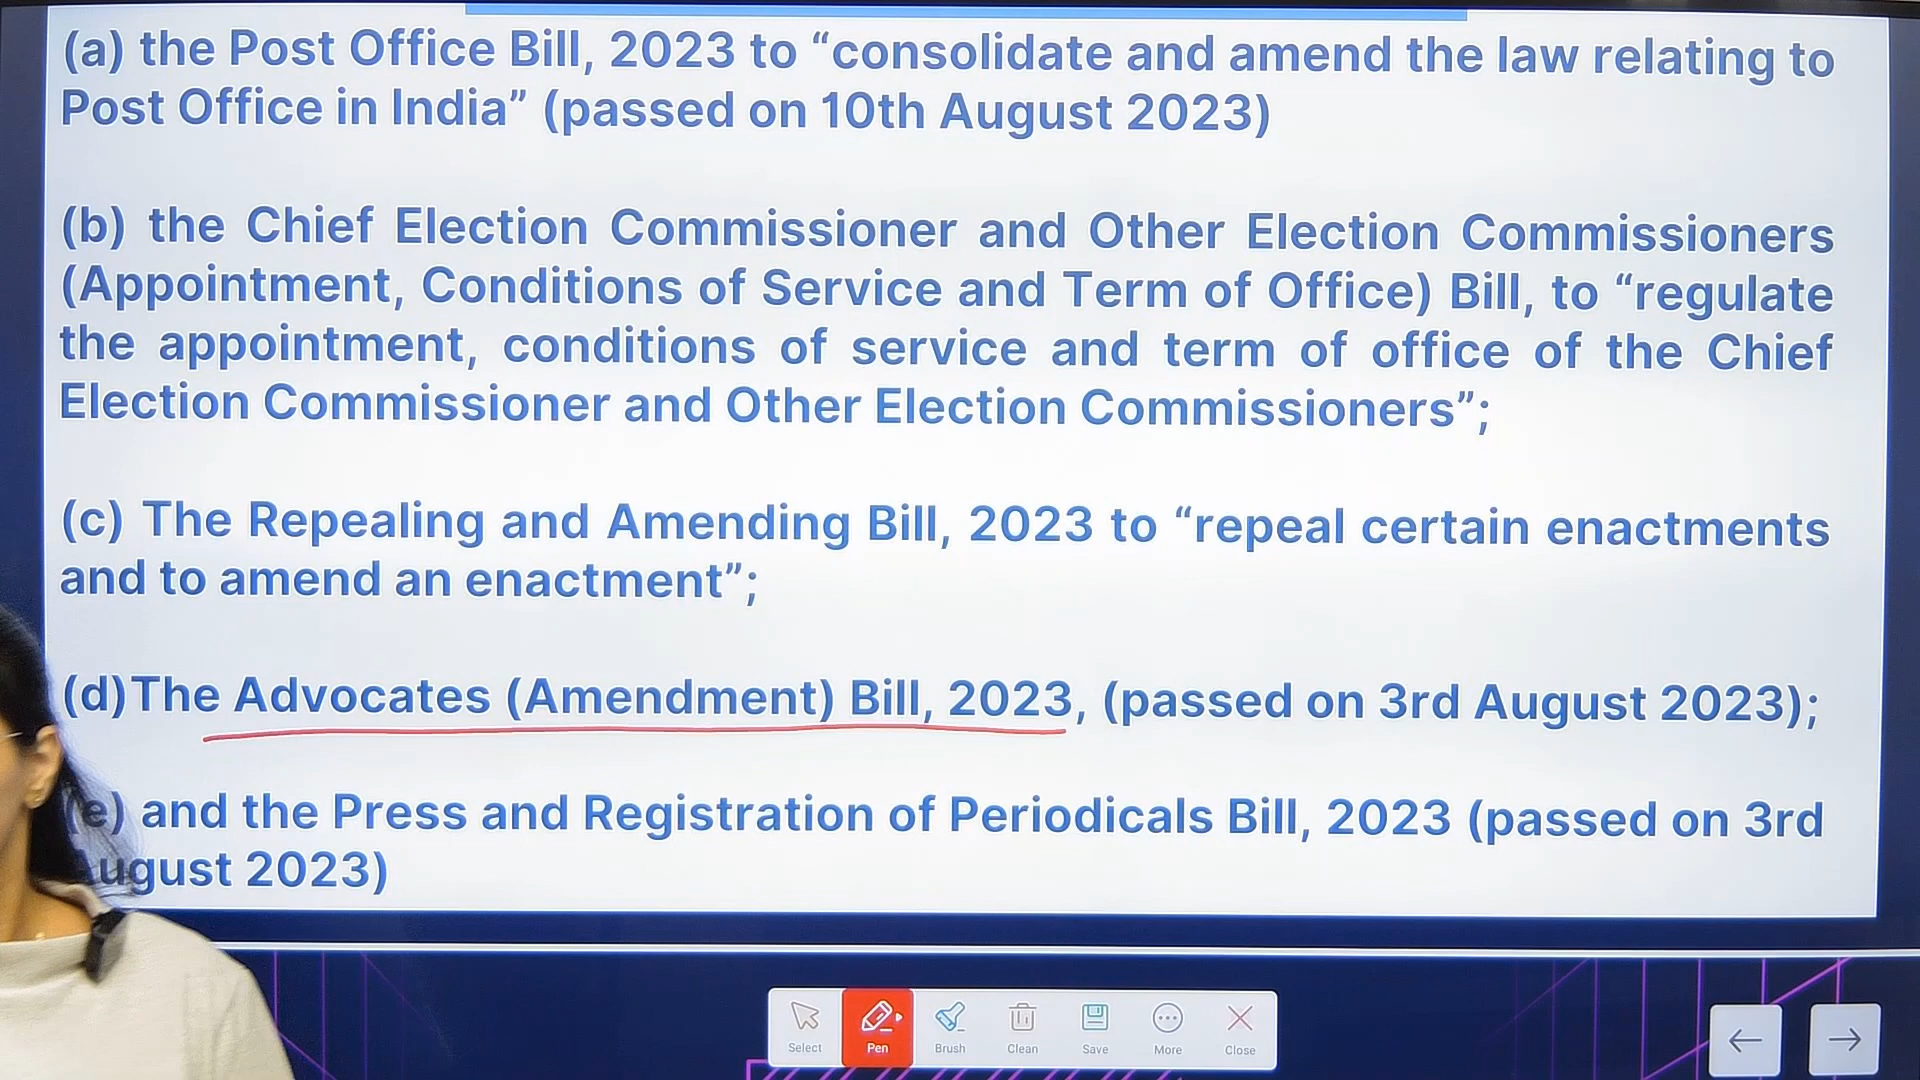 (a) the Post Office Bill, 2023 to “consolidate and amend the law relating to
Post Office in India” (passed on 10th August 2023)
(b) the Chief Election Commissioner and Other Election Commissioners
(Appointment, Conditions of Service and Term of Office) Bill, to “regulate
the appointment, conditions of service and term of office of the Chief
Election Commissioner and Other Election Commissioners”;
(c) The Repealing and Amending Bill, 2023 to “repeal certain enactments
and to amend an enactment”;
(d)The Advocates (Amendment) Bill, 2023, (passed on 3rd August 2023);
(e) and the Press and Registration of Periodicals Bill, 2023 (passed on 3rd
August 2023)
Select Pen Brush Clean Save More Close